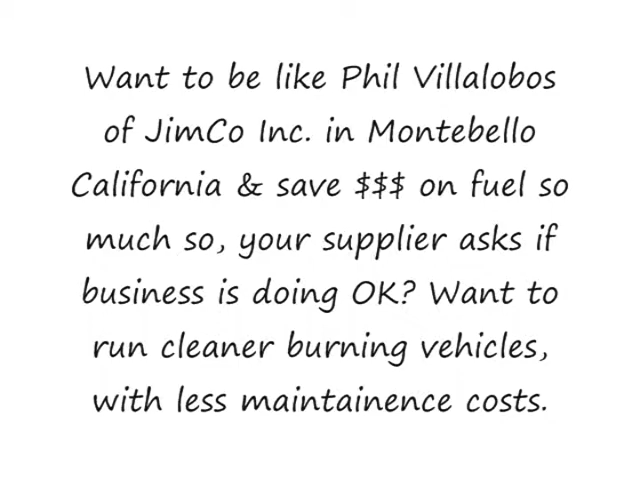 Want to be like Phil Villalobos
of JimCo Inc. in Montebello
California & save $$$ on fuel so
much so, your supplier asks if
business is doing OK? Want to
run cleaner burning vehicles,
with less maintainence costs.